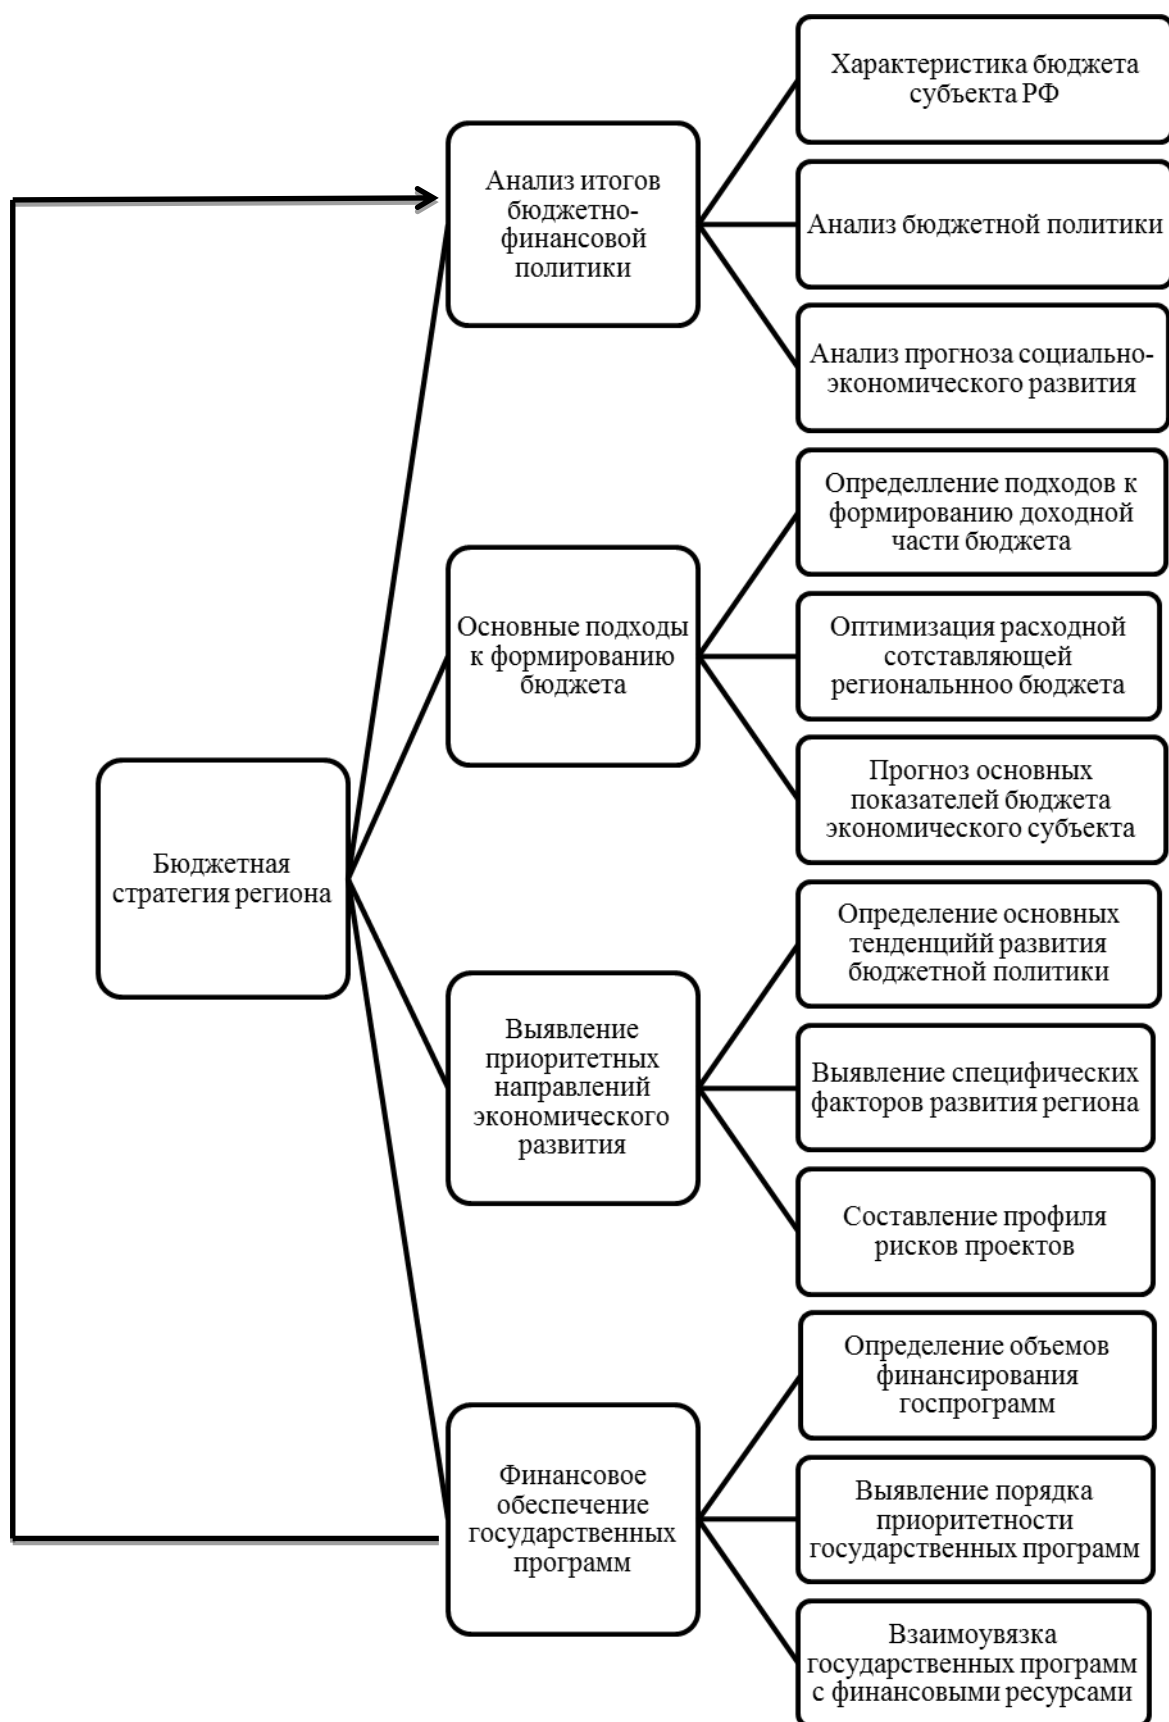 Характеристика бюджета
субъекта РФ
Анализ итогов
бюджетно-
финансовой
политики
Анализ бюджетной политики
Анализ прогноза социально-
экономического развития
Определление подходов к
формированию доходной
части бюджета
Основные подходы
к формированию
бюджета
Оптимизация расходной
сотставляющей
региональнноо бюджета
Прогноз основных
показателей бюджета
экономического субъекта
Бюджетная
стратегия региона
Определение основных
тенденцийй развития
бюджетной политики
Выявление
приоритетных
направлений
экономического
развития
Выявление специфических
факторов развития региона
Составление профиля
рисков проектов
Определение объемов
финансирования
госпрограмм
Финансовое
обеспечение
государственных
программ
Выявление порядка
приоритетности
государственных программ
Взаимоувязка
государственных программ
с финансовыми ресурсами